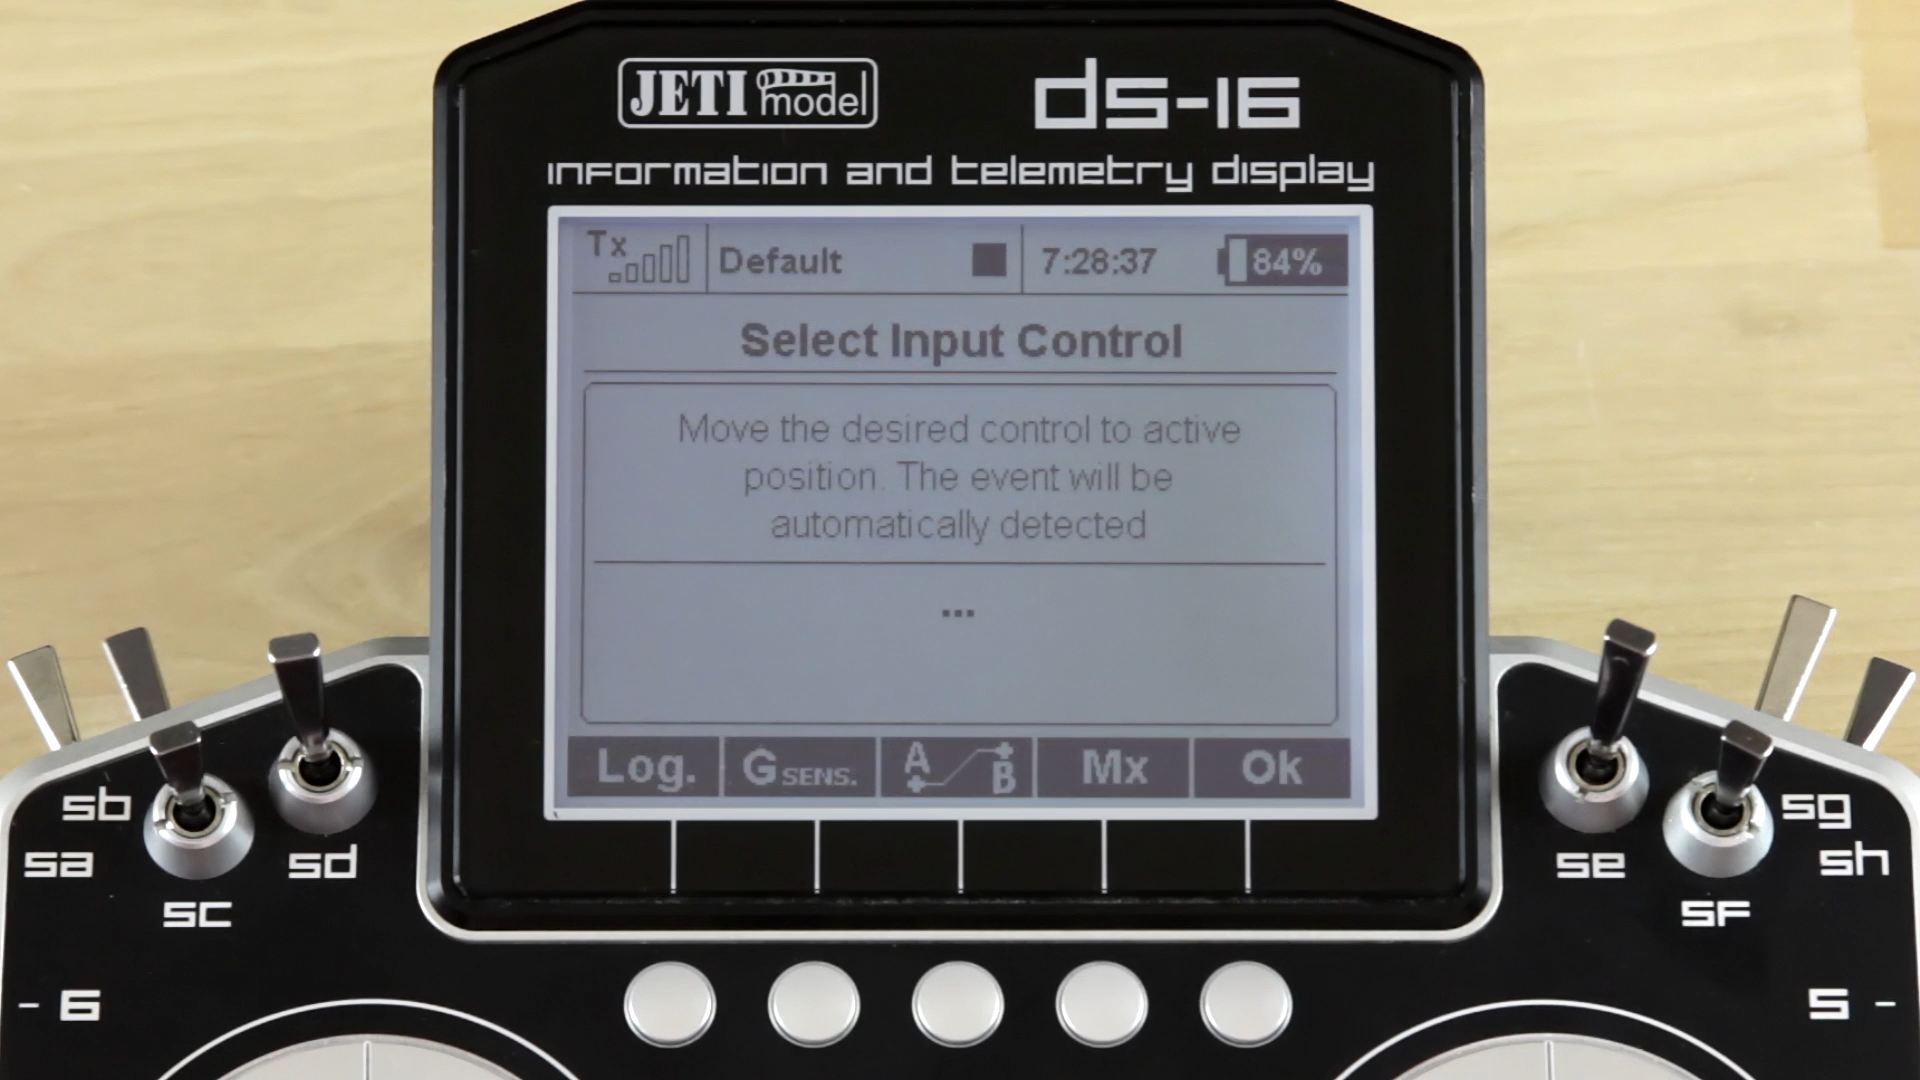 JETI model
ds-16
information and telemetry display
Tx
Default
7:28:37
84%
Select Input Control
Move the desired control to active
position. The event will be
automatically detected
...
Log.
G SENS.
A B
Mx
Ok
sb
sa
sc
sd
se
sf
sg
sh
- 6
5 -